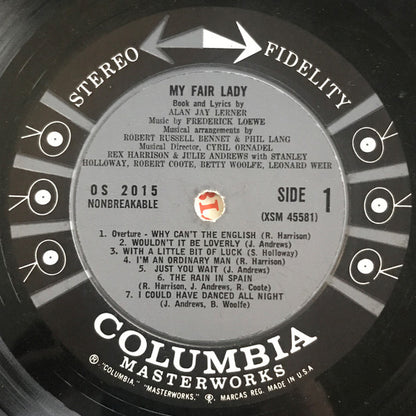 STEREO FIDELITY
MY FAIR LADY
Book and Lyrics by
ALAN JAY LERNER
Music by FREDERICK LOEWE
Musical arrangements by
ROBERT RUSSELL BENNET & PHIL LANG
Musical Director, CYRIL ORNADEL
REX HARRISON & JULIE ANDREWS with STANLEY
HOLLOWAY, ROBERT COOTE, BETTY WOOLFE, LEONARD WEIR
OS 2015
NONBREAKABLE
SIDE 1
(XSM 45581)
1. Overture - WHY CAN'T THE ENGLISH (R. Harrison)
2. WOULDN'T IT BE LOVERLY (J. Andrews)
3. WITH A LITTLE BIT OF LUCK (S. Holloway)
4. I'M AN ORDINARY MAN (R. Harrison)
5. JUST YOU WAIT (J. Andrews)
6. THE RAIN IN SPAIN
(R. Harrison, J. Andrews, R. Coote)
7. I COULD HAVE DANCED ALL NIGHT
(J. Andrews, B. Woolfe)
COLUMBIA
MASTERWORKS
® "COLUMBIA", "MASTERWORKS", MARCAS REG. MADE IN U.S.A